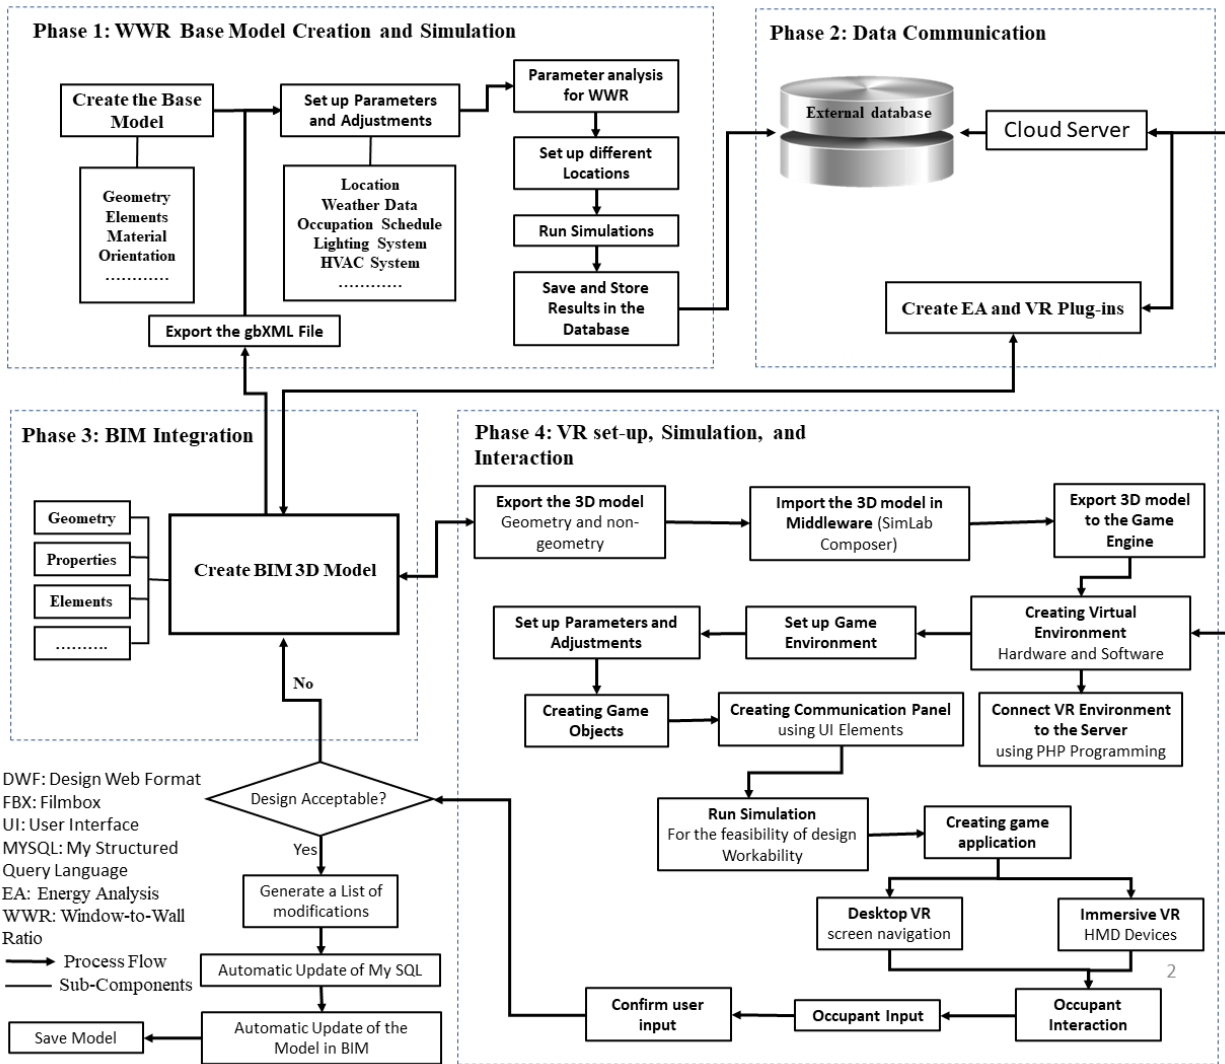 Phase 1: WWR Base Model Creation and Simulation
Create the Base
Model
Geometry
Elements
Material
Orientation
…………
Set up Parameters
and Adjustments
Location
Weather Data
Occupation Schedule
Lighting System
HVAC System
…………
Parameter analysis
for WWR
Set up different
Locations
Run Simulations
Save and Store
Results in the
Database
Export the gbXML File
Phase 2: Data Communication
External database
Cloud Server
Create EA and VR Plug-ins
Phase 3: BIM Integration
Geometry
Properties
Elements
……….
Create BIM 3D Model
No
Phase 4: VR set-up, Simulation, and
Interaction
Export the 3D model
Geometry and non-
geometry
Import the 3D model in
Middleware (SimLab
Composer)
Export 3D model
to the Game
Engine
Creating Virtual
Environment
Hardware and Software
Set up Game
Environment
Set up Parameters and
Adjustments
Connect VR Environment
to the Server
using PHP Programming
Creating Game
Objects
Creating Communication Panel
using UI Elements
Run Simulation
For the feasibility of design
Workability
Creating game
application
Desktop VR
screen navigation
Immersive VR
HMD Devices
2
Occupant
Interaction
Occupant Input
Confirm user
input
Design Acceptable?
Yes
Generate a List of
modifications
Automatic Update of My SQL
Automatic Update of the
Model in BIM
Save Model
DWF: Design Web Format
FBX: Filmbox
UI: User Interface
MYSQL: My Structured
Query Language
EA: Energy Analysis
WWR: Window-to-Wall
Ratio
Process Flow
Sub-Components